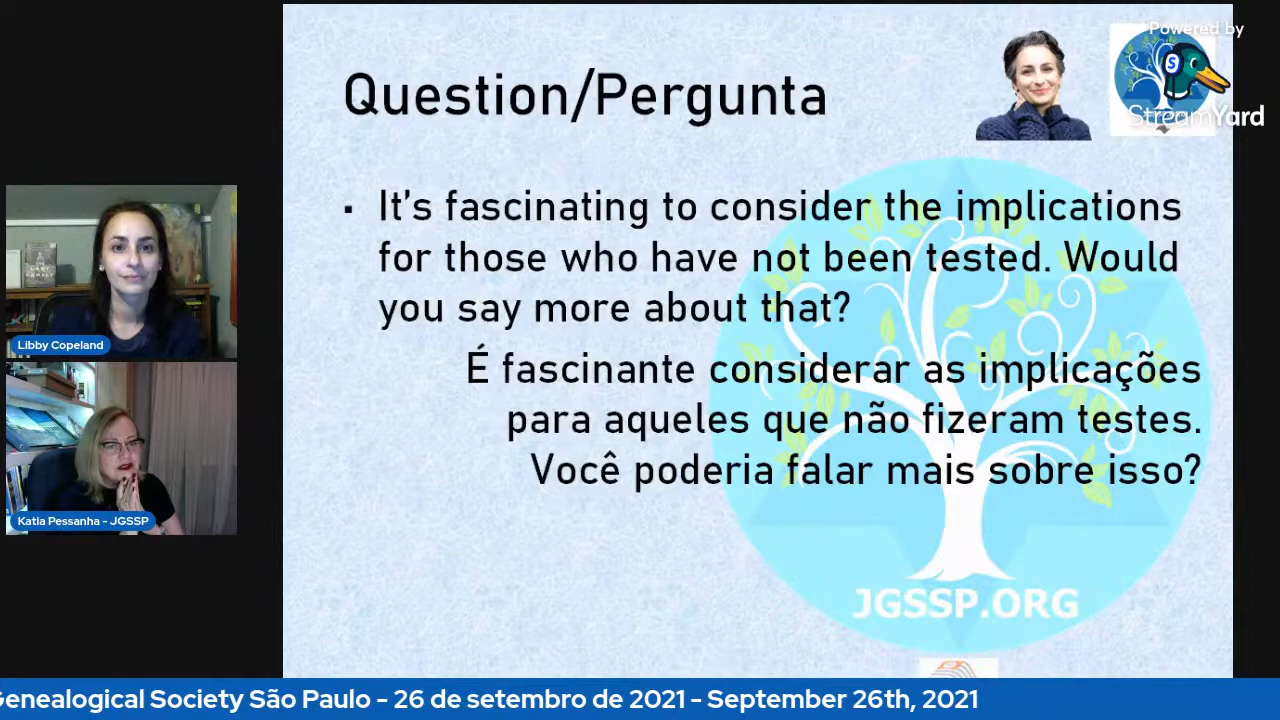 Powered by
S
StreamYard
Question/Pergunta
It's fascinating to consider the implications
for those who have not been tested. Would
you say more about that?
É fascinante considerar as implicações
para aqueles que não fizeram testes.
Você poderia falar mais sobre isso?
JGSSP.ORG
Libby Copeland
Katia Pessanha - JGSSP
Genealogical Society São Paulo - 26 de setembro de 2021 - September 26th, 2021